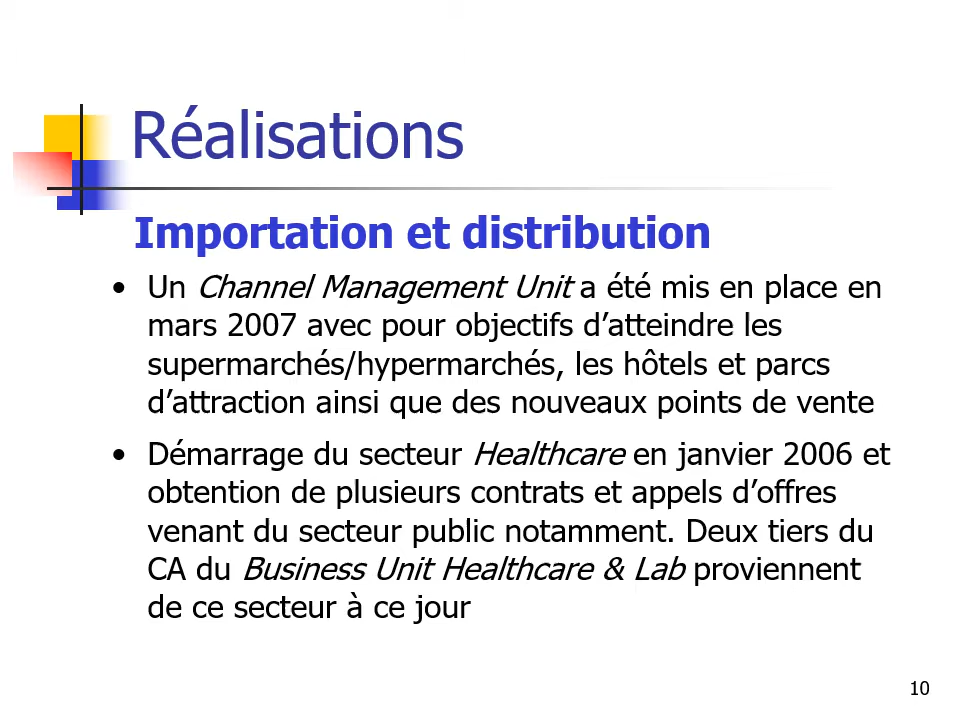 Réalisations
Importation et distribution
• Un Channel Management Unit a été mis en place en
mars 2007 avec pour objectifs d’atteindre les
supermarchés/hypermarchés, les hôtels et parcs
d’attraction ainsi que des nouveaux points de vente
• Démarrage du secteur Healthcare en janvier 2006 et
obtention de plusieurs contrats et appels d’offres
venant du secteur public notamment. Deux tiers du
CA du Business Unit Healthcare & Lab proviennent
de ce secteur à ce jour
10